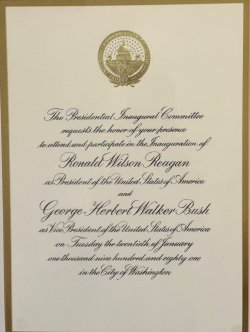 The Presidential Inaugural Committee
requests the honor of your presence
to attend and participate in the Inauguration of
Ronald Wilson Reagan
as President of the United States of America
and
George Herbert Walker Bush
as Vice President of the United States of America
on Tuesday the twentieth of January
one thousand nine hundred and eighty one
in the City of Washington